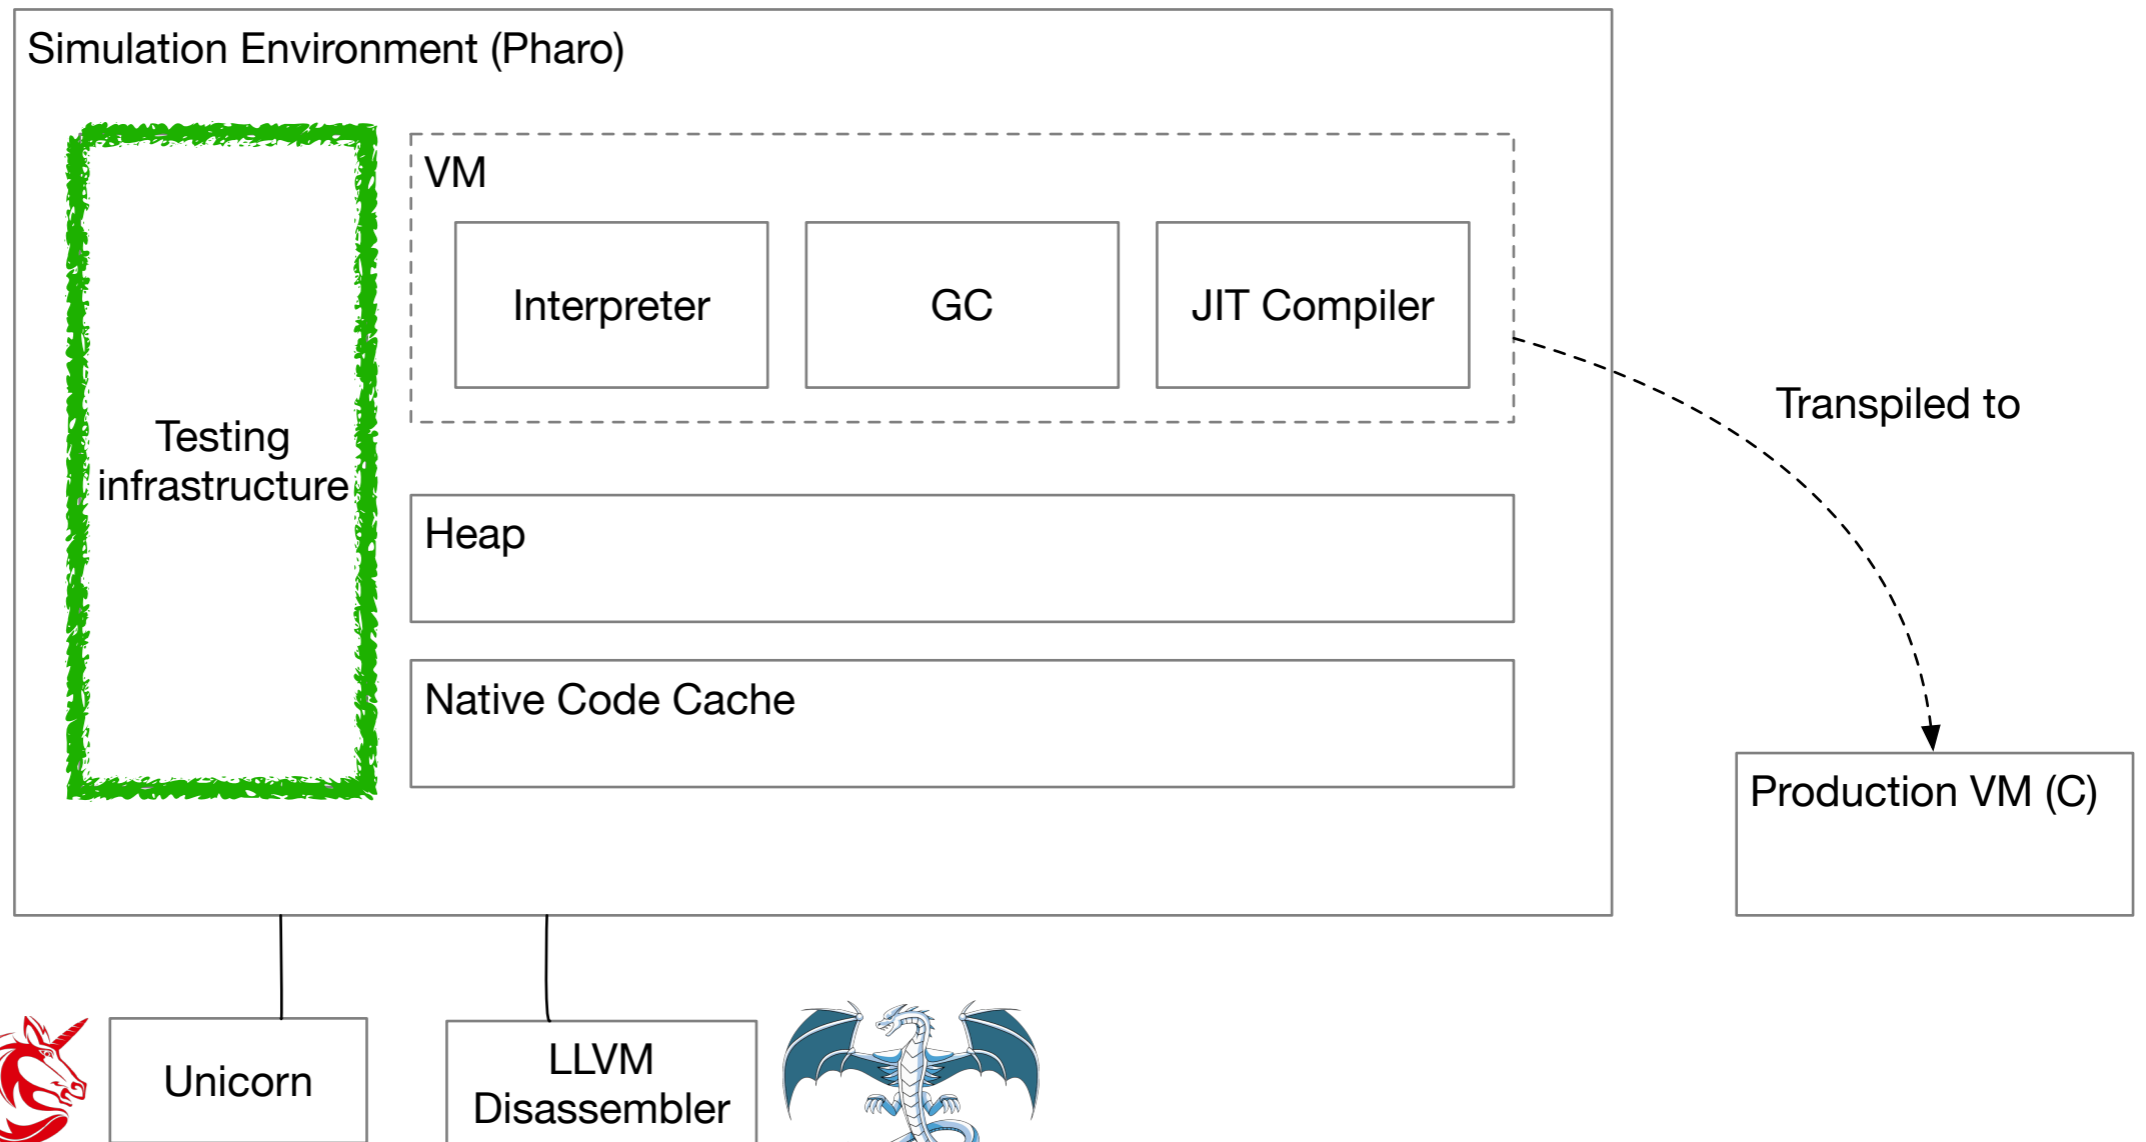 Simulation Environment (Pharo)
VM
Interpreter
GC
JIT Compiler
Testing
infrastructure
Heap
Native Code Cache
Transpiled to
Production VM (C)
Unicorn
LLVM
Disassembler